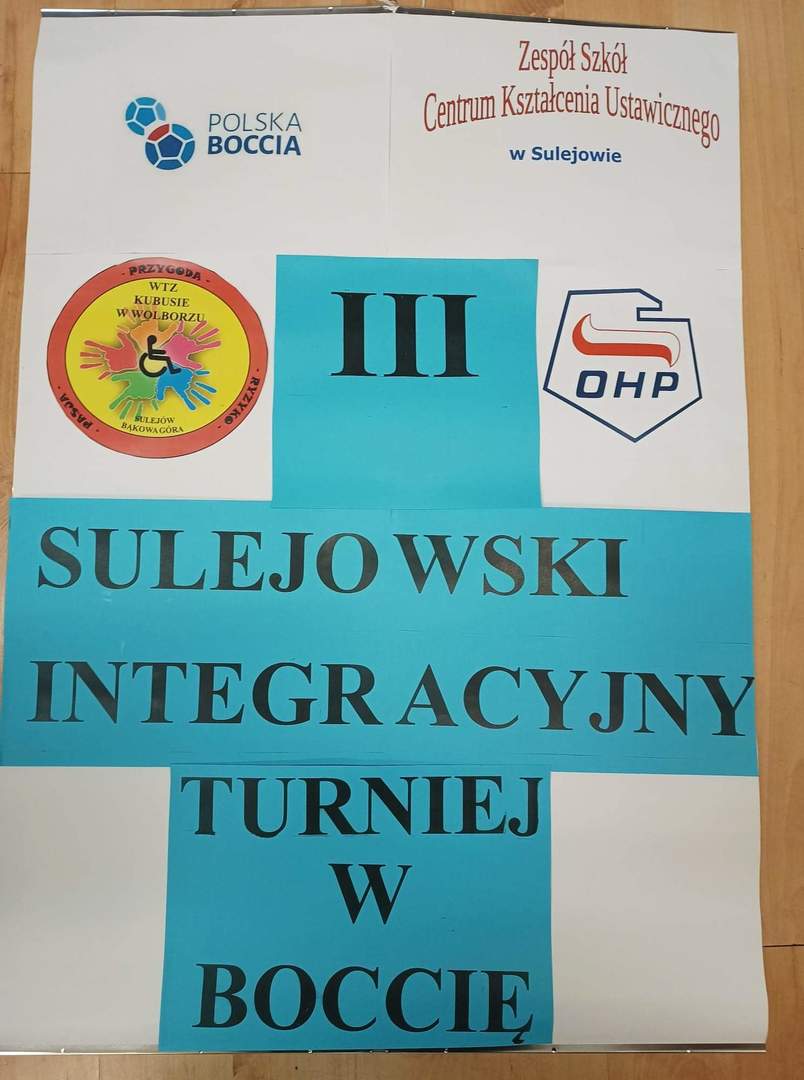 POLSKA
BOCCIA
Zespół Szkół
Centrum Kształcenia Ustawicznego
w Sulejowie
- PRZYGODA -
WTZ
KUBUSIE
W WOLBORZU
PASJA -
- RYZYKO -
SULEJÓW
BĄKOWA GÓRA
III
OHP
SULEJOWSKI
INTEGRACYJNY
TURNIEJ
W
BOCCIĘ